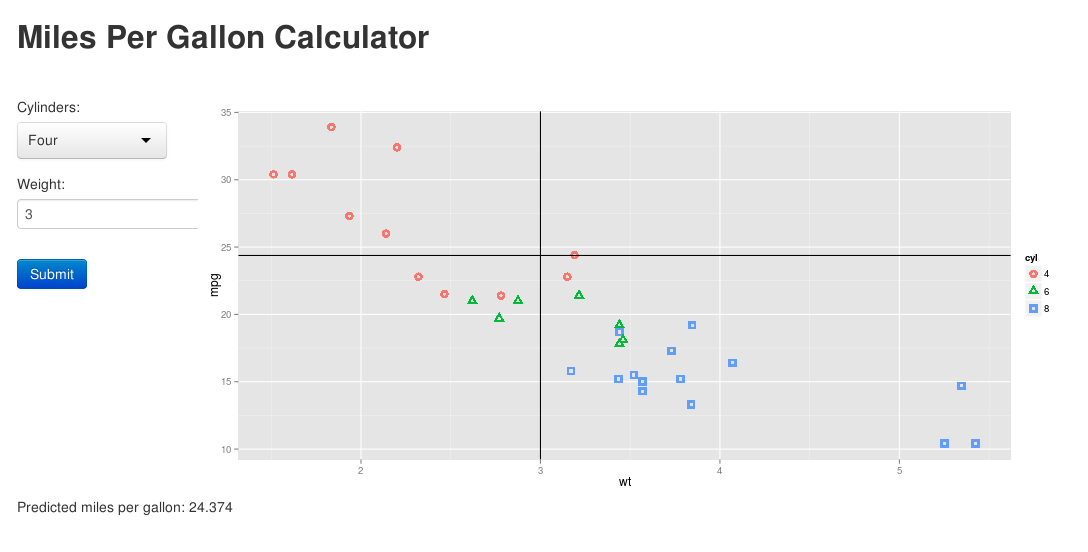 Miles Per Gallon Calculator
Cylinders:
Four
Weight:
3
Submit
35
30
25
20
15
10
mpg
2
3
4
5
wt
cyl
4
6
8
Predicted miles per gallon: 24.374